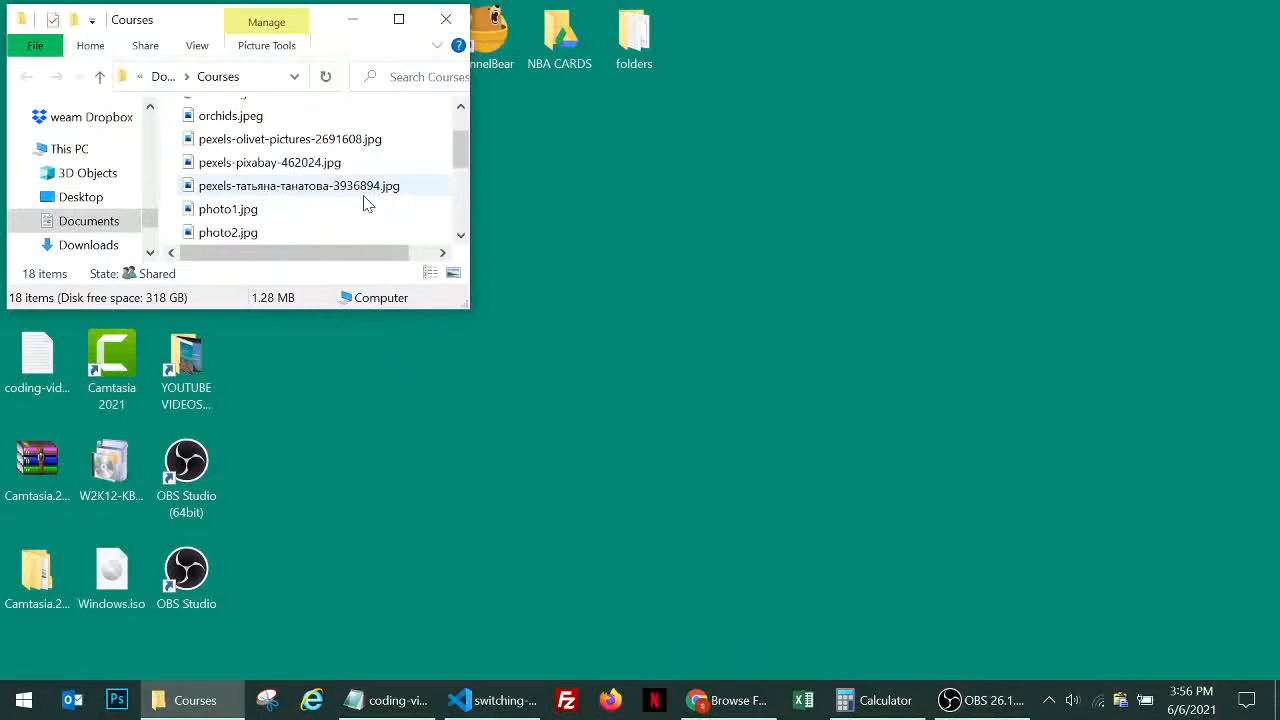 Courses
Manage
File
Home
Share
View
Picture Tools
?
« Do... > Courses
Search Courses
weam Dropbox
This PC
3D Objects
Desktop
Documents
Downloads
orchids.jpeg
pexels-olivet-pictures-2691608.jpg
pexels-pixabay-462024.jpg
pexels-татьяна-танатова-3936894.jpg
photo1.jpg
photo2.jpg
18 items
State:
Shared
18 items (Disk free space: 318 GB)
1.28 MB
Computer
nnelBear
NBA CARDS
folders
coding-vid...
Camtasia
2021
YOUTUBE
VIDEOS...
Camtasia.2...
W2K12-KB...
OBS Studio
(64bit)
Camtasia.2...
Windows.iso
OBS Studio
Ps
Courses
coding-vi...
switching-...
Fz
N
Browse F...
Calculator
OBS 26.1....
3:56 PM
6/6/2021